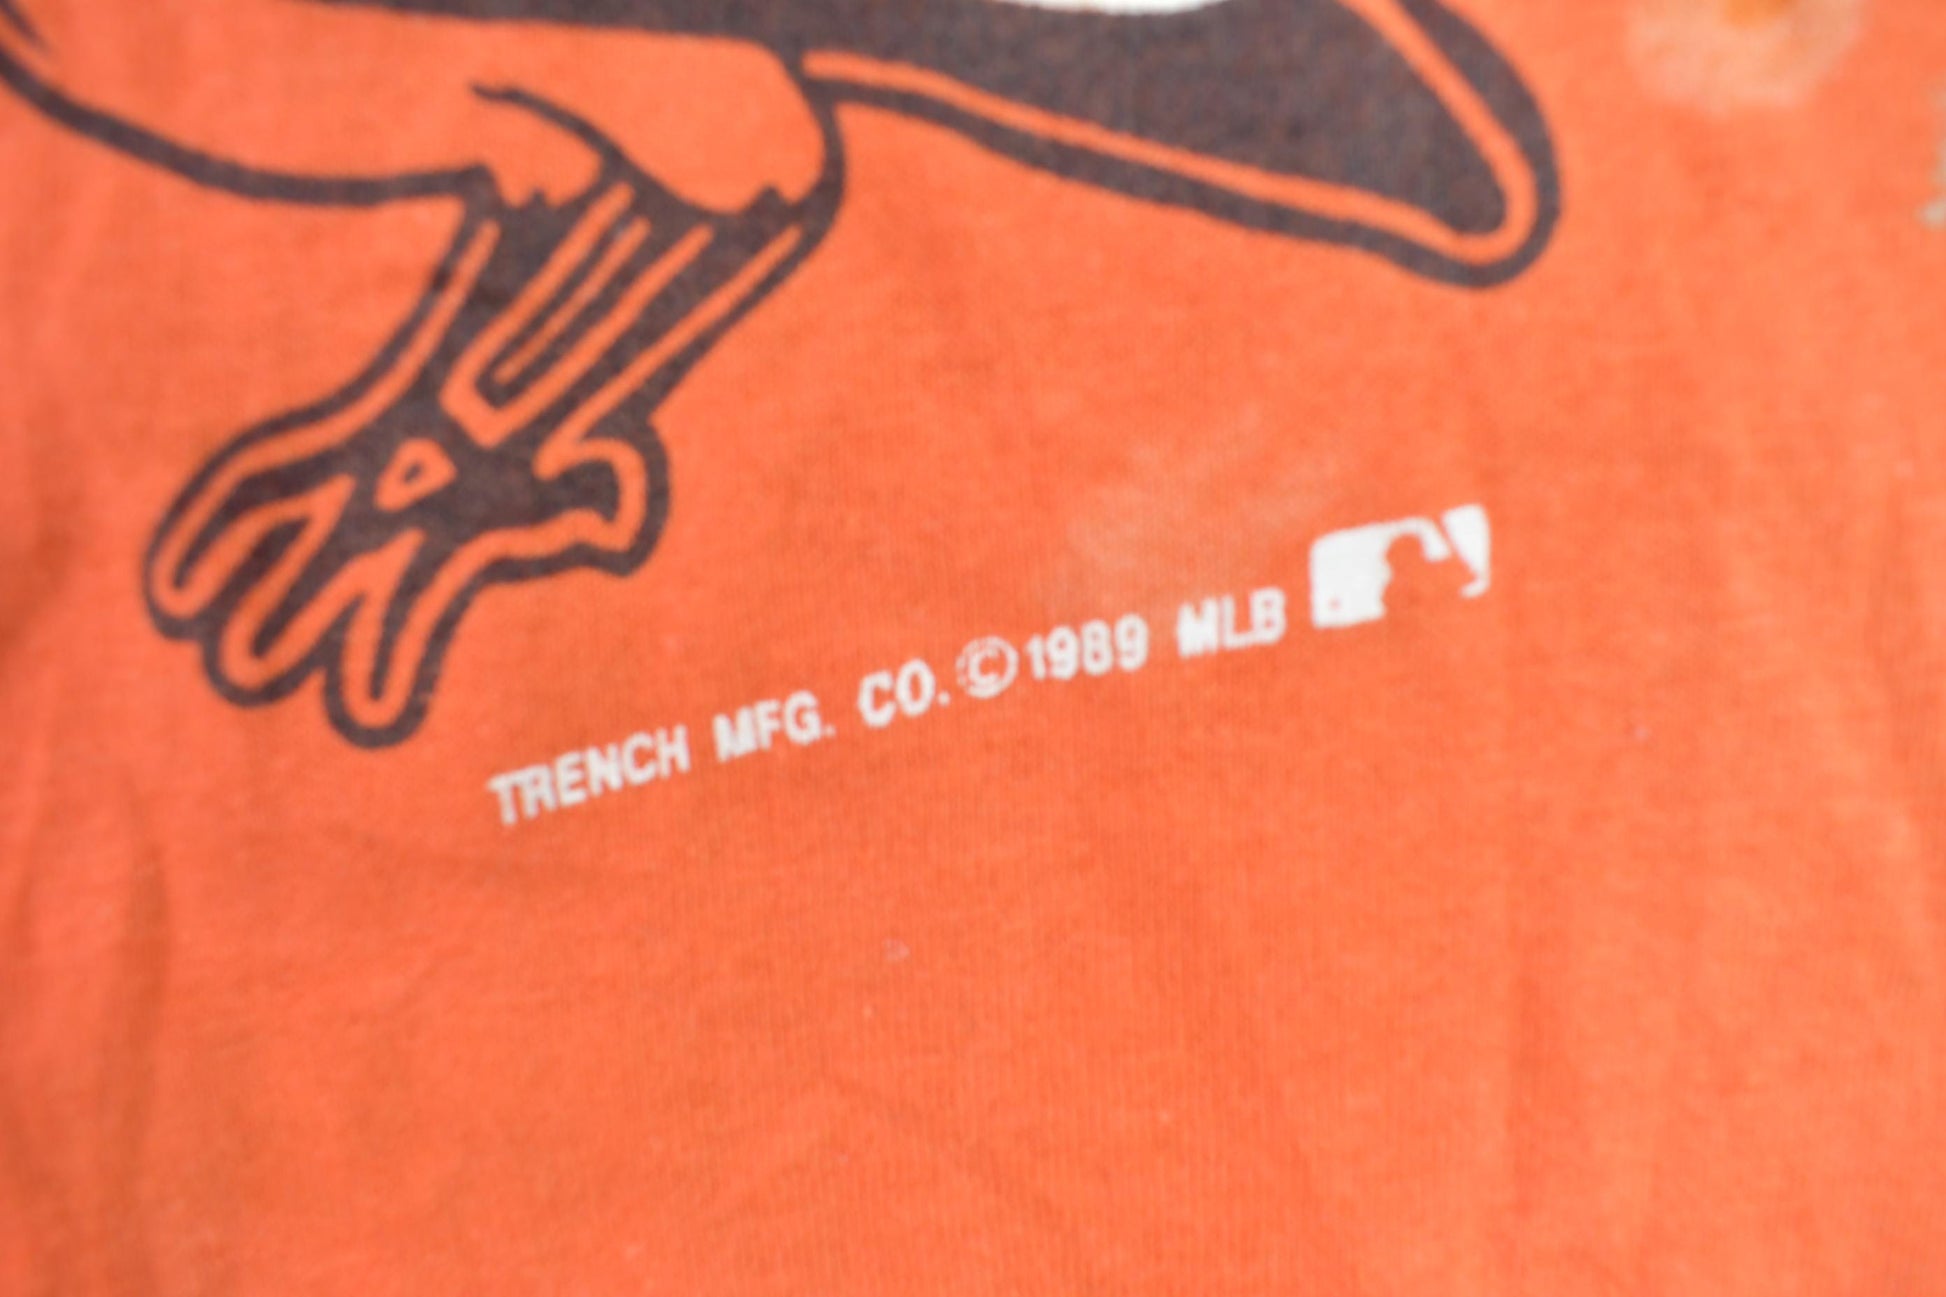 TRENCH MFG. CO. ©1989 MLB